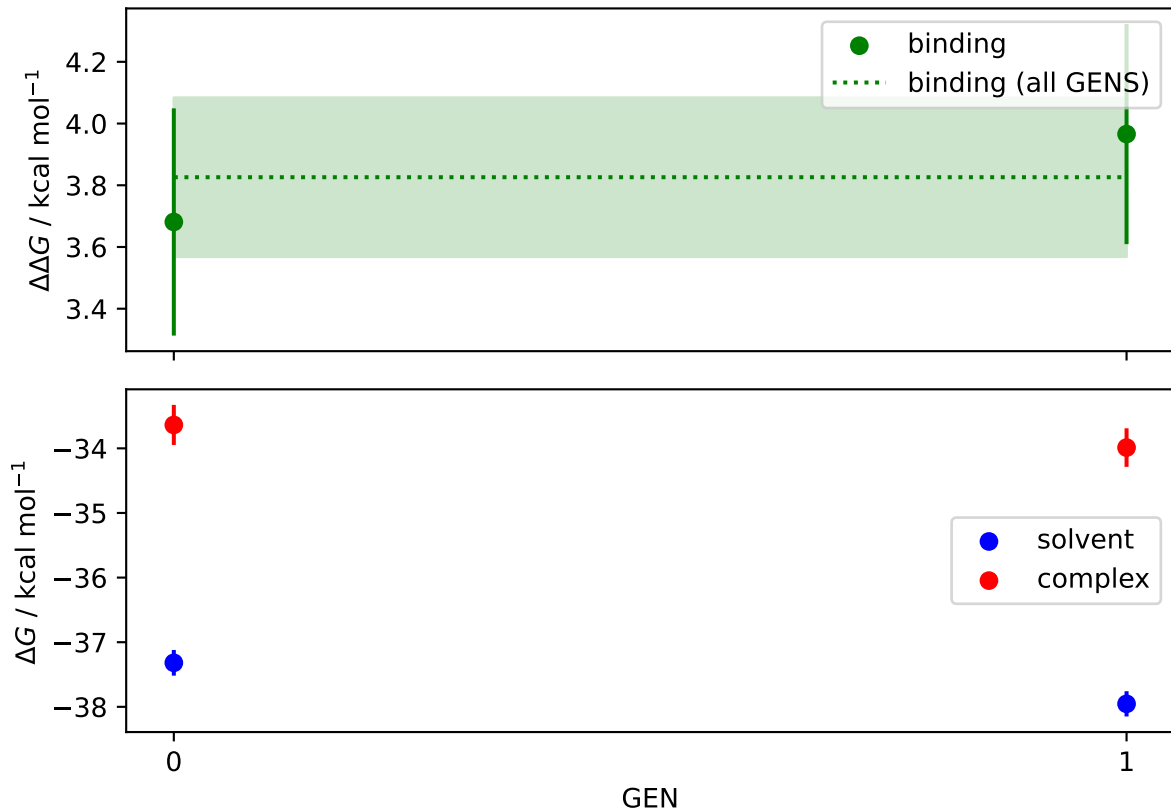 ΔΔG / kcal mol⁻¹
4.2
4.0
3.8
3.6
3.4
binding
binding (all GENS)
ΔG / kcal mol⁻¹
−34
−35
−36
−37
−38
solvent
complex
0
1
GEN